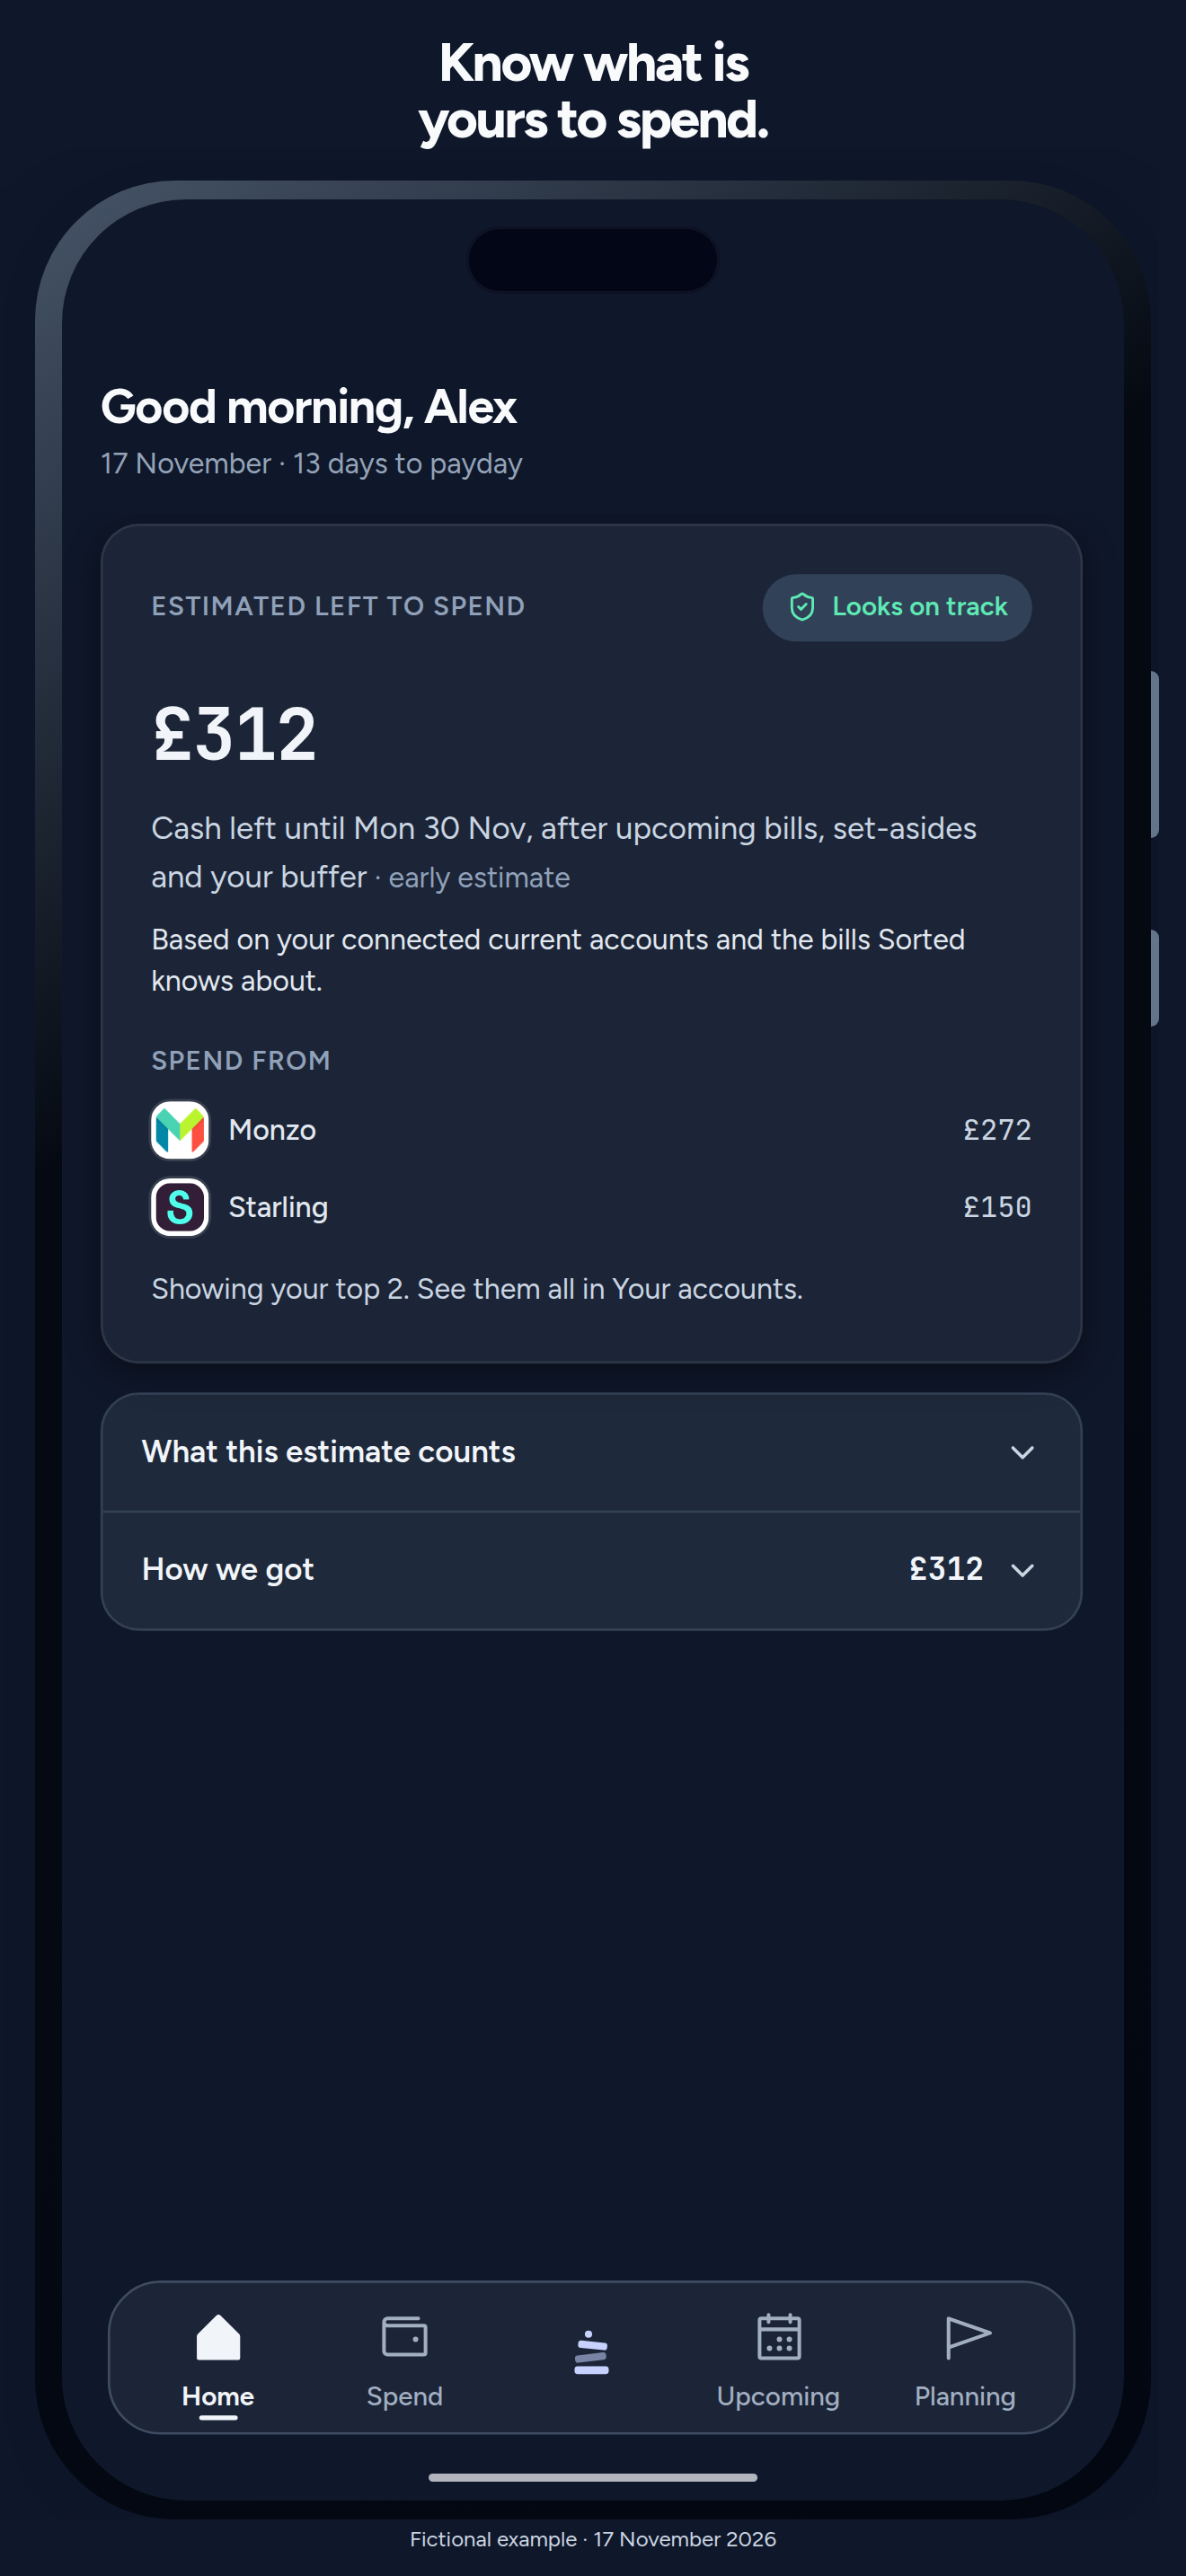 Know what is
yours to spend.
Good morning, Alex
17 November · 13 days to payday
ESTIMATED LEFT TO SPEND
Looks on track
£312
Cash left until Mon 30 Nov, after upcoming bills, set-asides
and your buffer · early estimate
Based on your connected current accounts and the bills Sorted
knows about.
SPEND FROM
Monzo £272
S Starling £150
Showing your top 2. See them all in Your accounts.
What this estimate counts
How we got £312
Home Spend Upcoming Planning
Fictional example · 17 November 2026